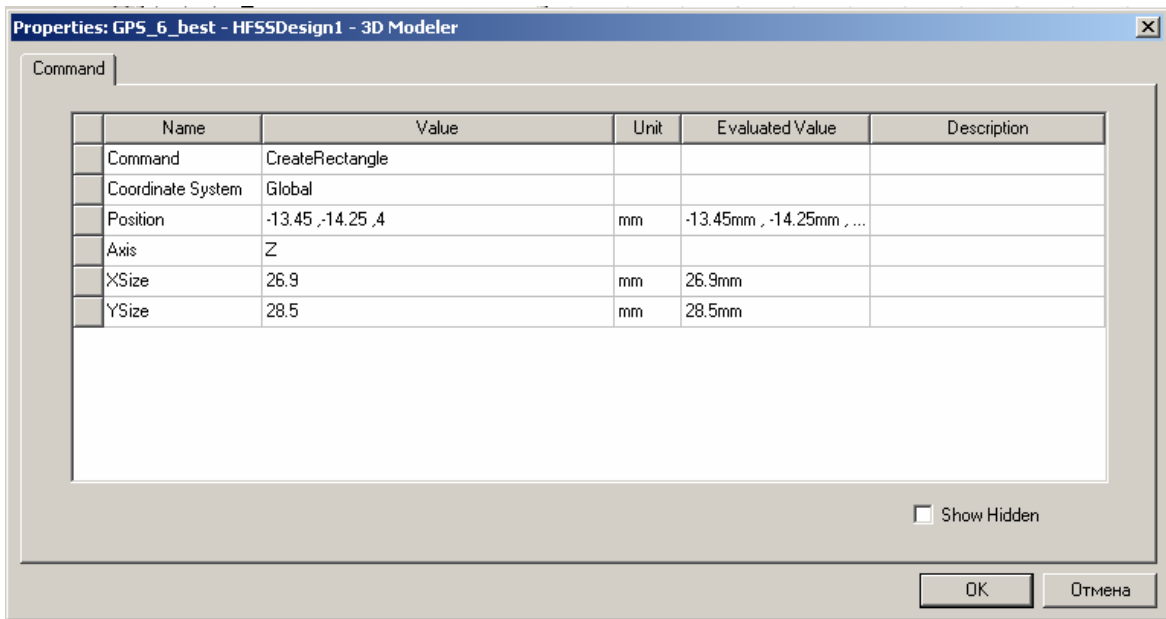 Properties: GPS_6_best - HFSSDesign1 - 3D Modeler
Command
Name Value Unit Evaluated Value Description
Command CreateRectangle
Coordinate System Global
Position -13.45 ,-14.25 ,4 mm -13.45mm , -14.25mm , ...
Axis Z
XSize 26.9 mm 26.9mm
YSize 28.5 mm 28.5mm
Show Hidden
OK Отмена